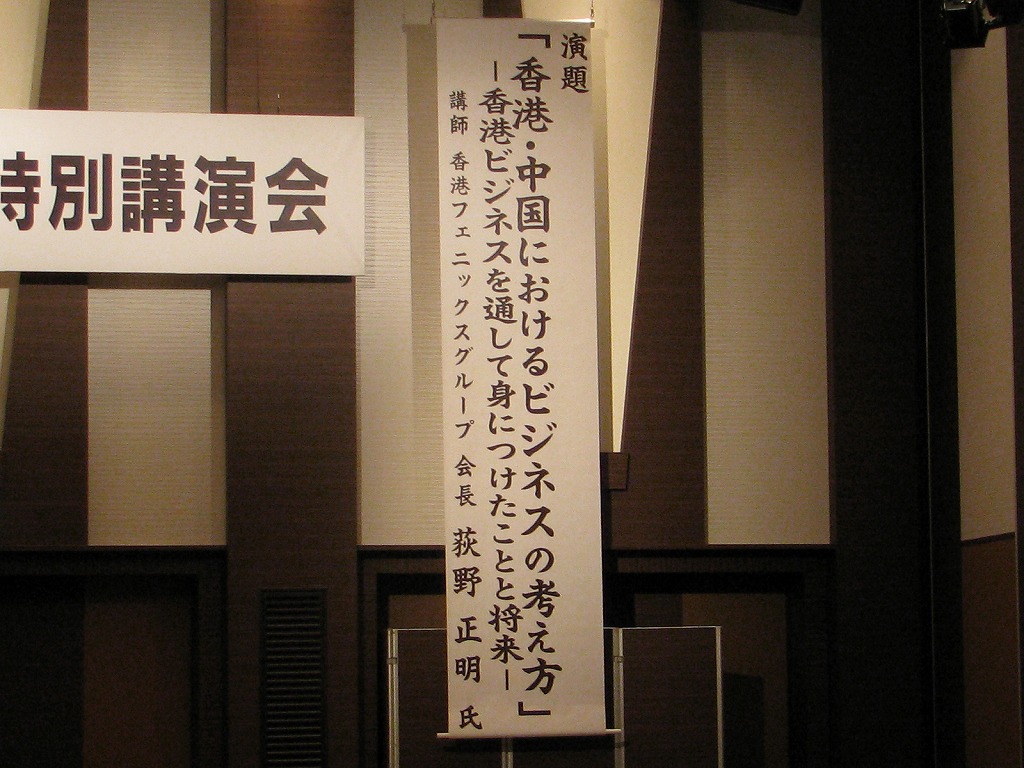 特別講演会
演題
「香港・中国におけるビジネスの考え方」
―香港ビジネスを通して身につけたことと将来―
講師 香港フェニックスグループ 会長 荻野 正明 氏